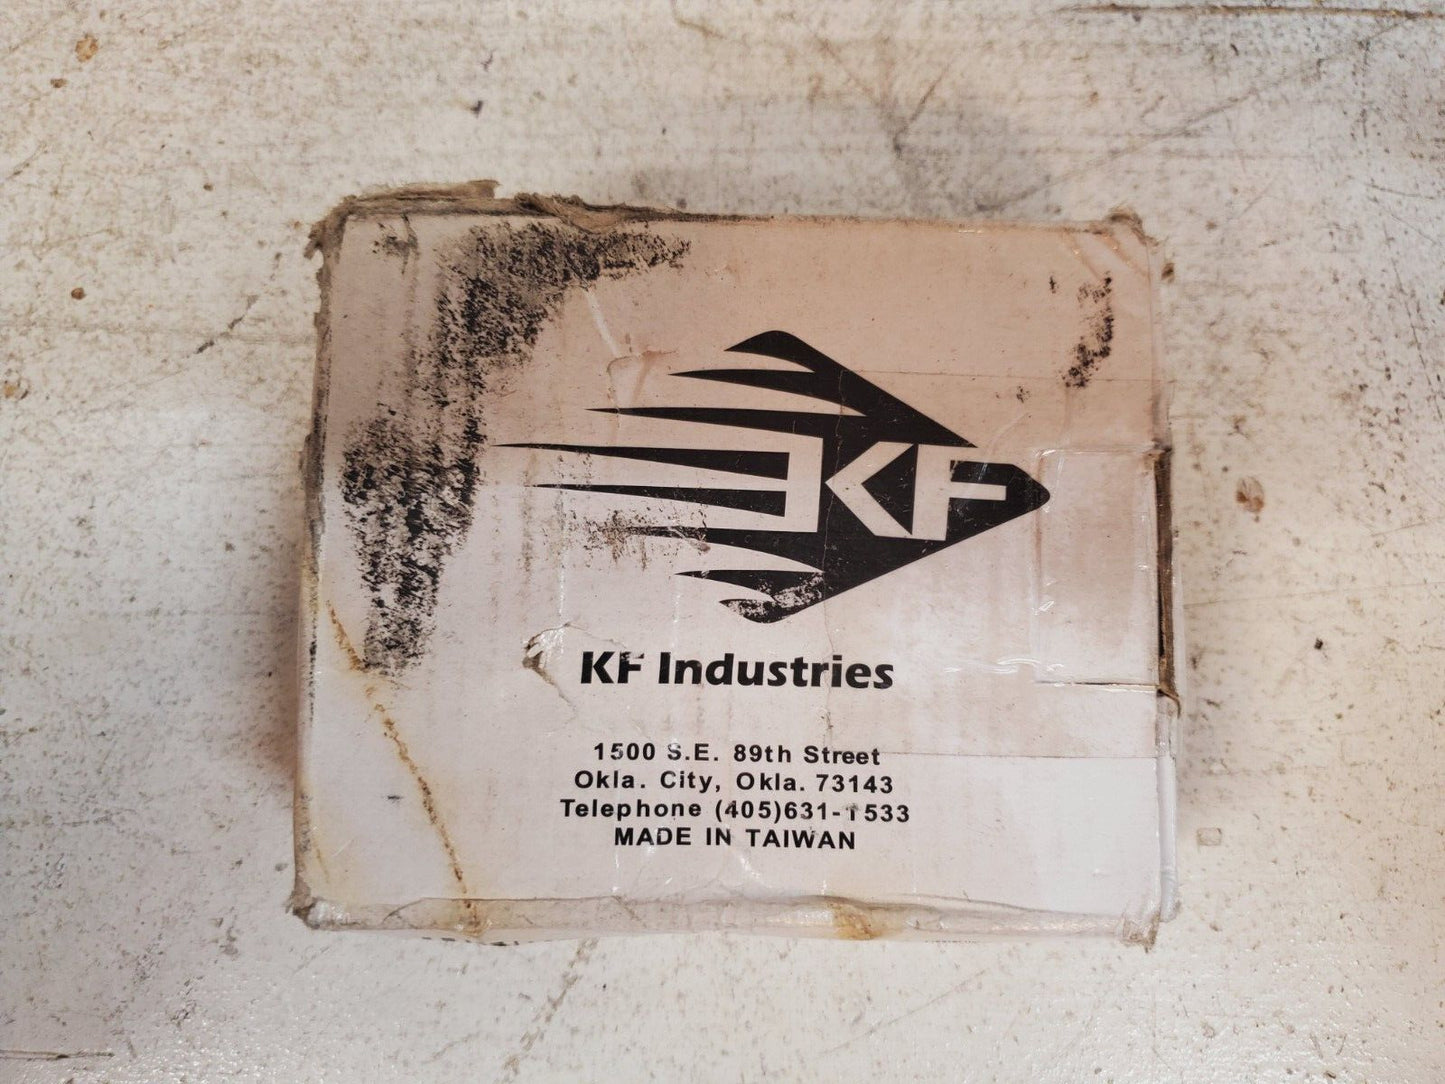 KF
KF Industries
1500 S.E. 89th Street
Okla. City, Okla. 73143
Telephone (405)631-1533
MADE IN TAIWAN